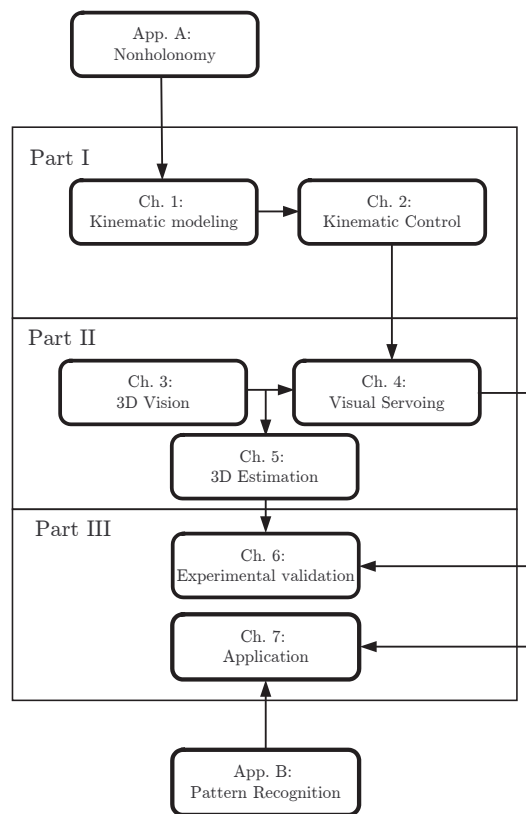 App. A:
Nonholonomy
Part I
Ch. 1:
Kinematic modeling
Ch. 2:
Kinematic Control
Part II
Ch. 3:
3D Vision
Ch. 4:
Visual Servoing
Ch. 5:
3D Estimation
Part III
Ch. 6:
Experimental validation
Ch. 7:
Application
App. B:
Pattern Recognition